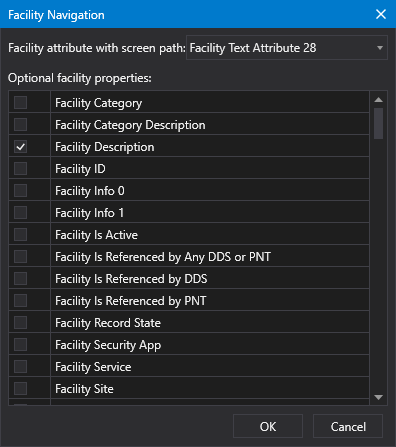 Facility Navigation
Facility attribute with screen path: Facility Text Attribute 28
Optional facility properties:
Facility Category
Facility Category Description
Facility Description
Facility ID
Facility Info 0
Facility Info 1
Facility Is Active
Facility Is Referenced by Any DDS or PNT
Facility Is Referenced by DDS
Facility Is Referenced by PNT
Facility Record State
Facility Security App
Facility Service
Facility Site
OK Cancel